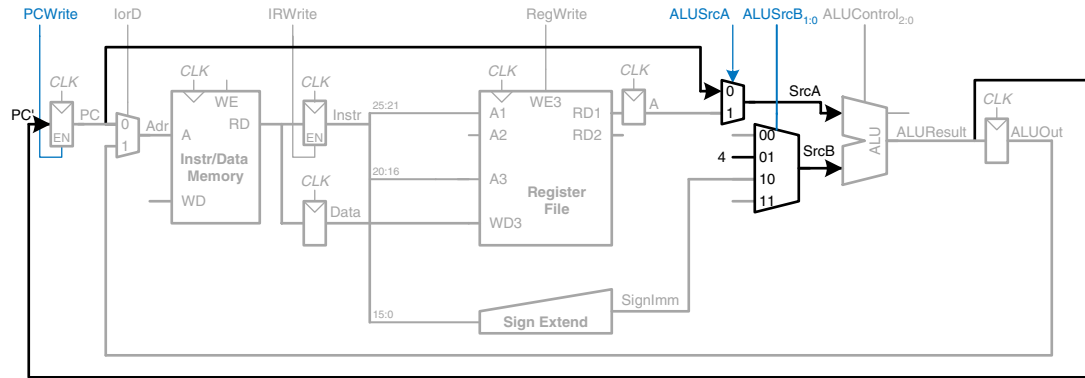 PCWrite IorD IRWrite RegWrite ALUSrcA ALUSrcB1:0 ALUControl2:0
CLK CLK CLK CLK CLK CLK
PC' PC EN
0 1 Adr
WE A RD
Instr/Data
Memory
WD
EN Instr
CLK
Data
25:21
20:16
15:0
WE3
A1 RD1
A2 RD2
A3
Register
File
WD3
A
0
1
SrcA
00
4 01
10
11
SrcB
ALU
ALUResult
ALUOut
SignImm
Sign Extend